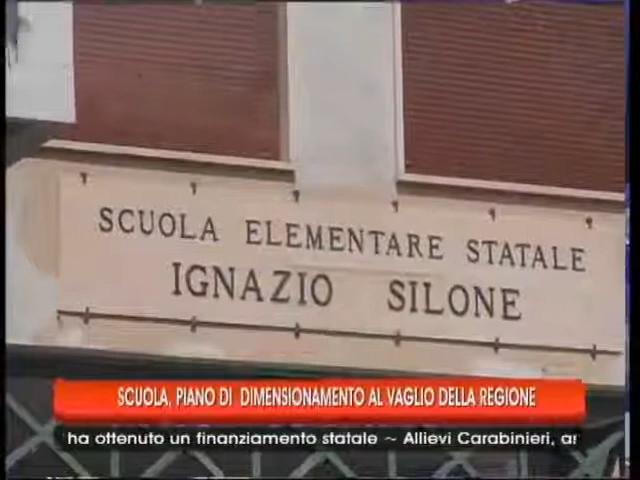 SCUOLA ELEMENTARE STATALE
IGNAZIO SILONE
SCUOLA, PIANO DI DIMENSIONAMENTO AL VAGLIO DELLA REGIONE
ha ottenuto un finanziamento statale ~ Allievi Carabinieri, ar